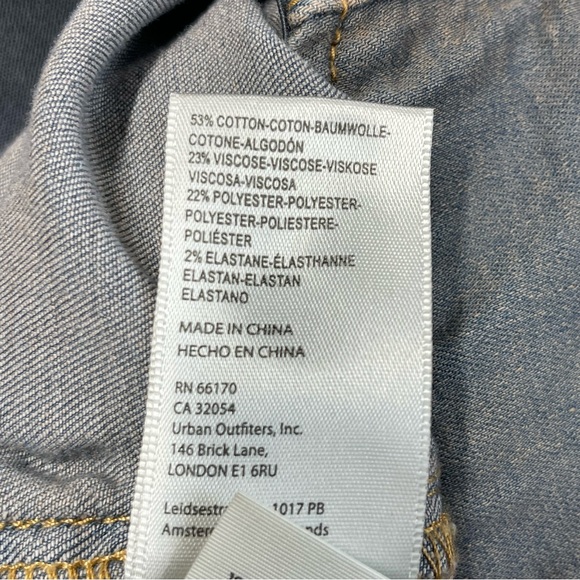 53% COTTON-COTON-BAUMWOLLE-
COTONE-ALGODÓN
23% VISCOSE-VISCOSE-VISKOSE
VISCOSA-VISCOSA
22% POLYESTER-POLYESTER-
POLYESTER-POLIESTERE-
POLIÉSTER
2% ELASTANE-ÉLASTHANNE
ELASTAN-ELASTAN
ELASTANO
MADE IN CHINA
HECHO EN CHINA
RN 66170
CA 32054
Urban Outfitters, Inc.
146 Brick Lane,
LONDON E1 6RU
1017 PB